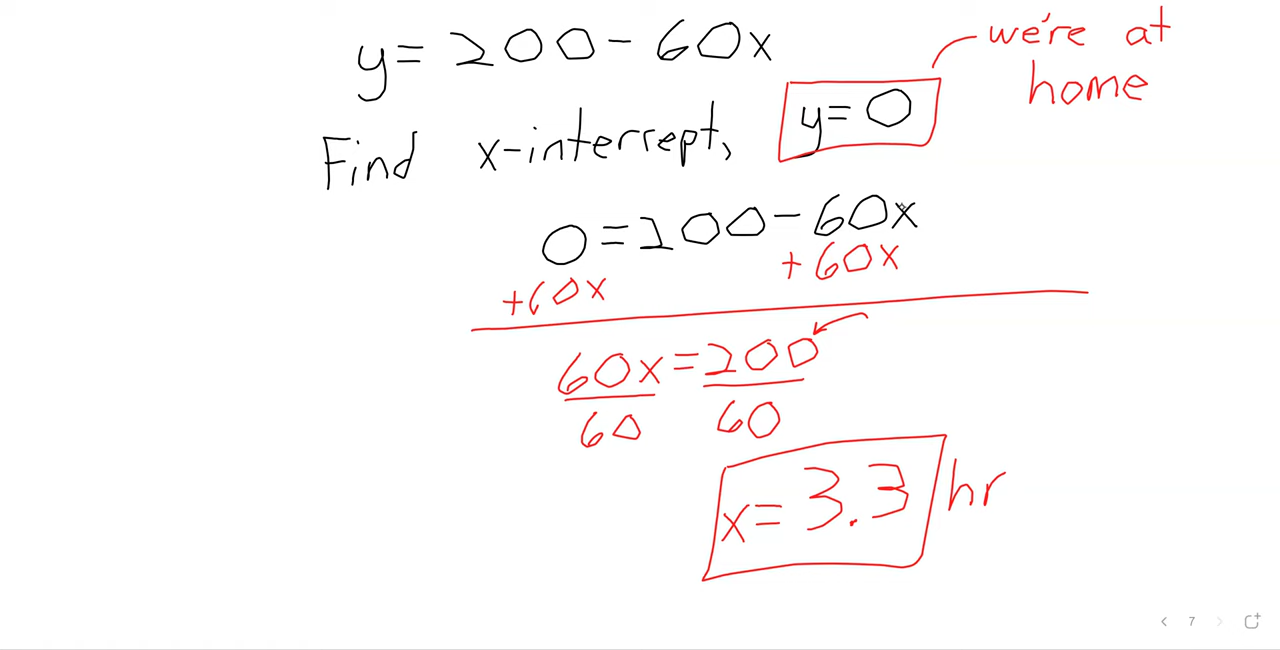 y=200-60x
we're at
home
Find x-intercept, y=0
0=200-60x
+60x +60x
60x=200
60 60
x=3.3 hr
7